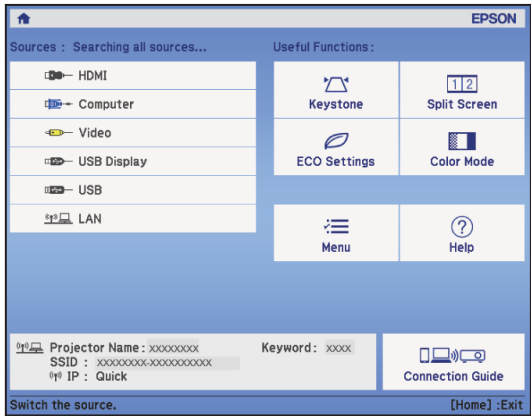 EPSON
Sources : Searching all sources...
Useful Functions :
HDMI
Computer
Video
USB Display
USB
LAN
Keystone
1 2
Split Screen
ECO Settings
Color Mode
Menu
?
Help
Projector Name : xxxxxxxx
Keyword : xxxx
SSID : xxxxxxxx-xxxxxxxxxx
IP : Quick
Connection Guide
Switch the source.
[Home] :Exit